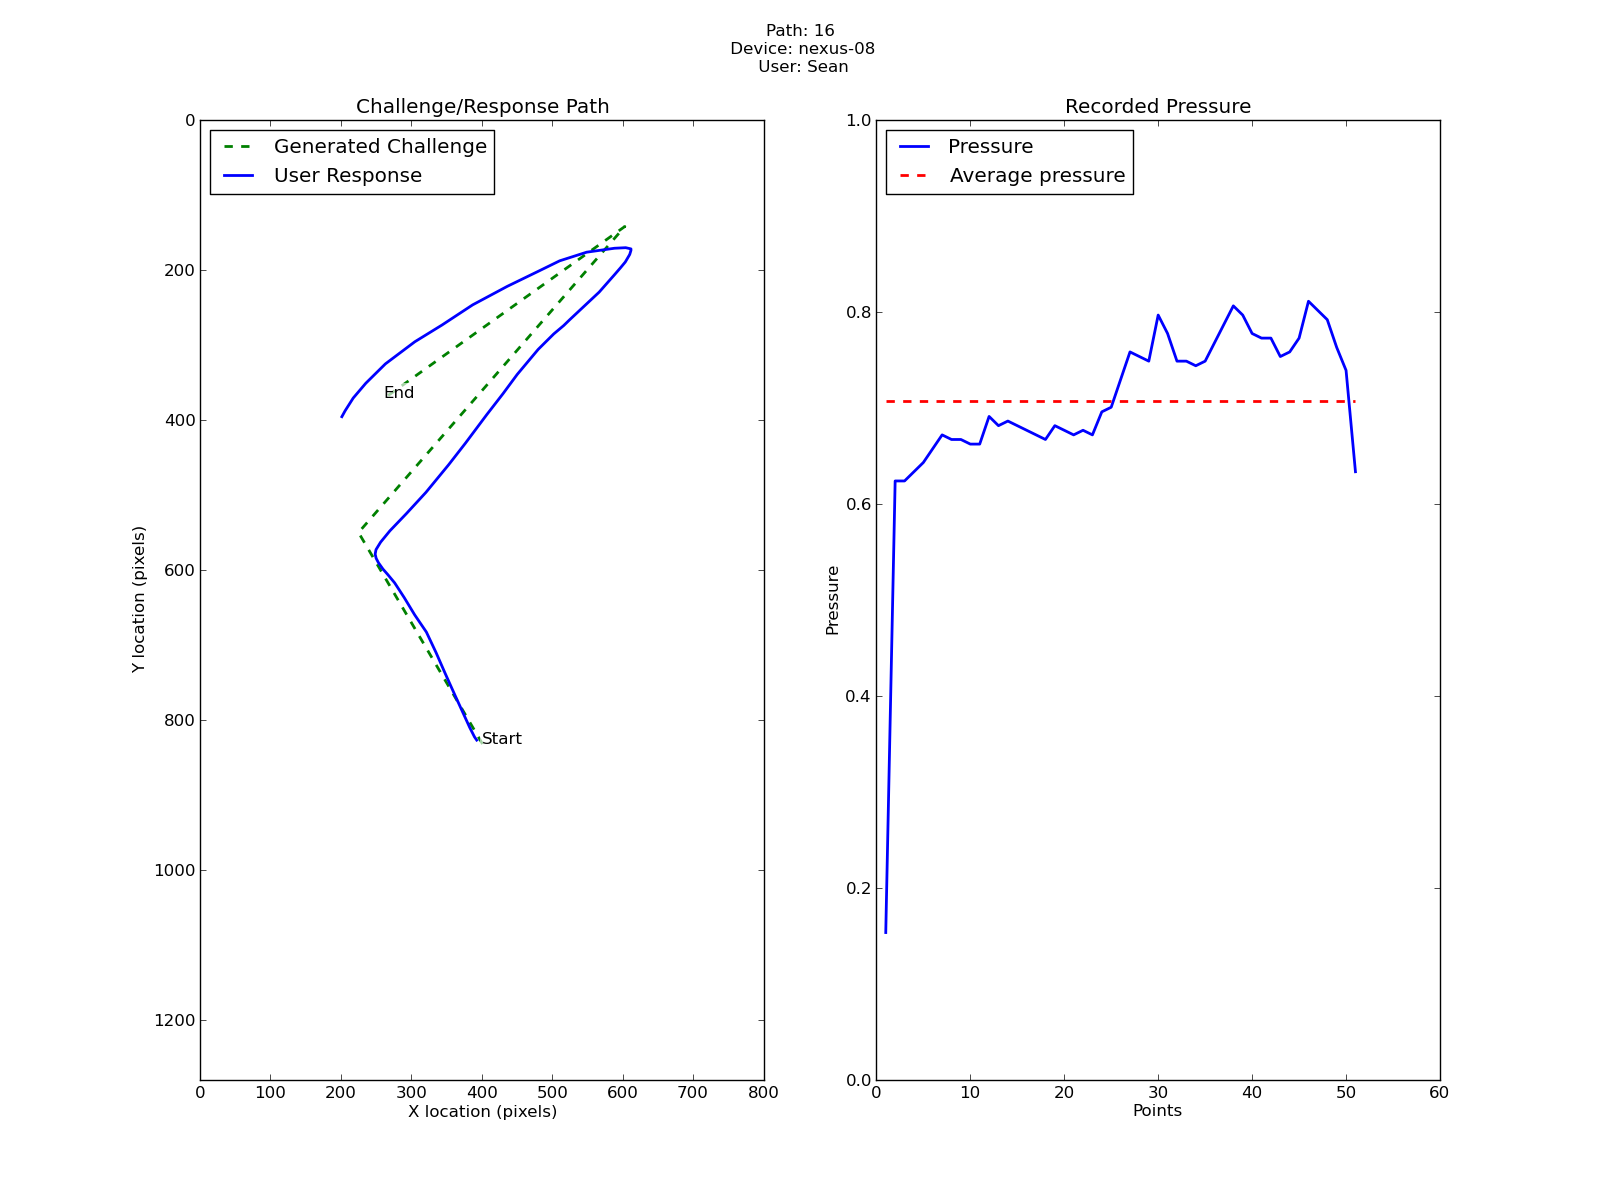 Path: 16
Device: nexus-08
User: Sean
Challenge/Response Path
Generated Challenge
User Response
End
Start
0
200
400
600
800
1000
1200
Y location (pixels)
0 100 200 300 400 500 600 700 800
X location (pixels)
Recorded Pressure
Pressure
Average pressure
1.0
0.8
0.6
0.4
0.2
0.0
Pressure
0 10 20 30 40 50 60
Points